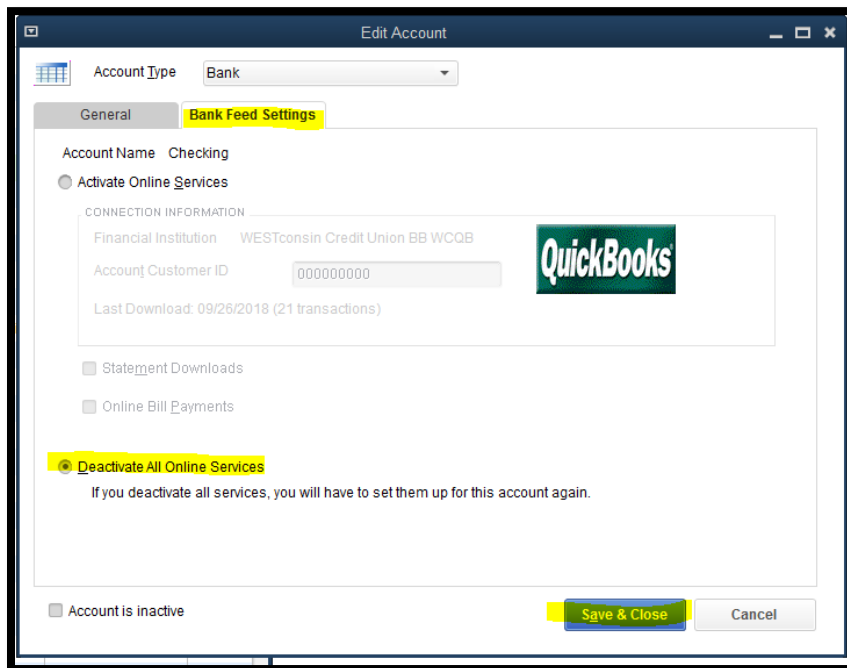 Edit Account
Account Type Bank
General Bank Feed Settings
Account Name Checking
Activate Online Services
CONNECTION INFORMATION
Financial Institution WESTconsin Credit Union BB WCQB
Account Customer ID 000000000
QuickBooks
Last Download: 09/26/2018 (21 transactions)
Statement Downloads
Online Bill Payments
Deactivate All Online Services
If you deactivate all services, you will have to set them up for this account again.
Account is inactive
Save & Close Cancel